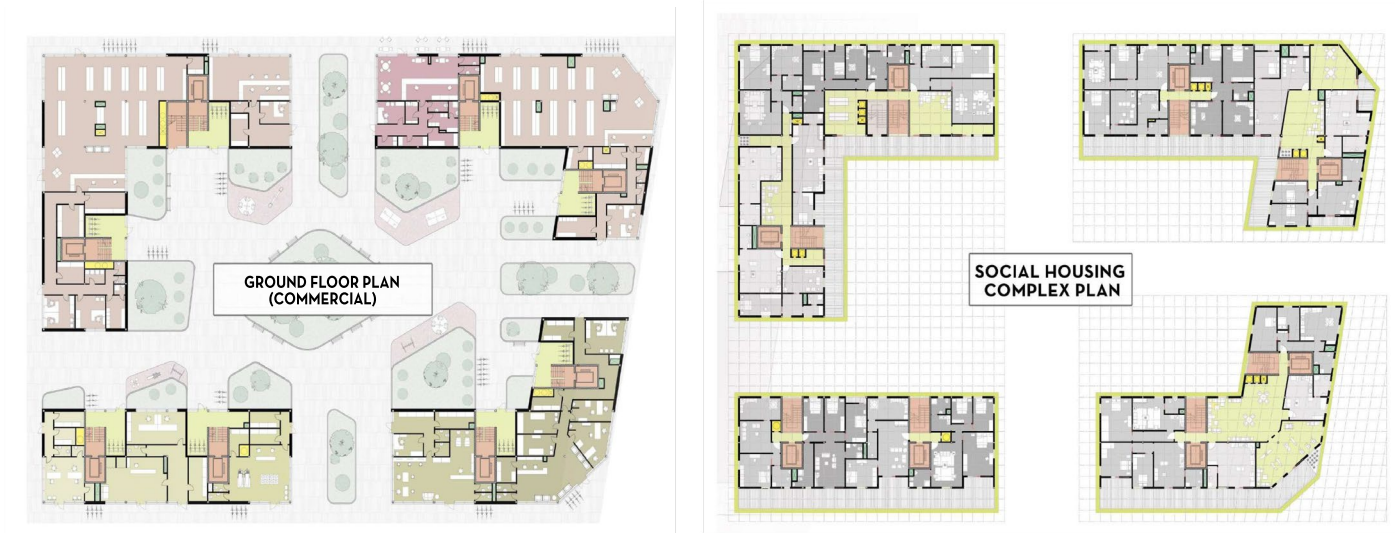 GROUND FLOOR PLAN
(COMMERCIAL)
SOCIAL HOUSING
COMPLEX PLAN